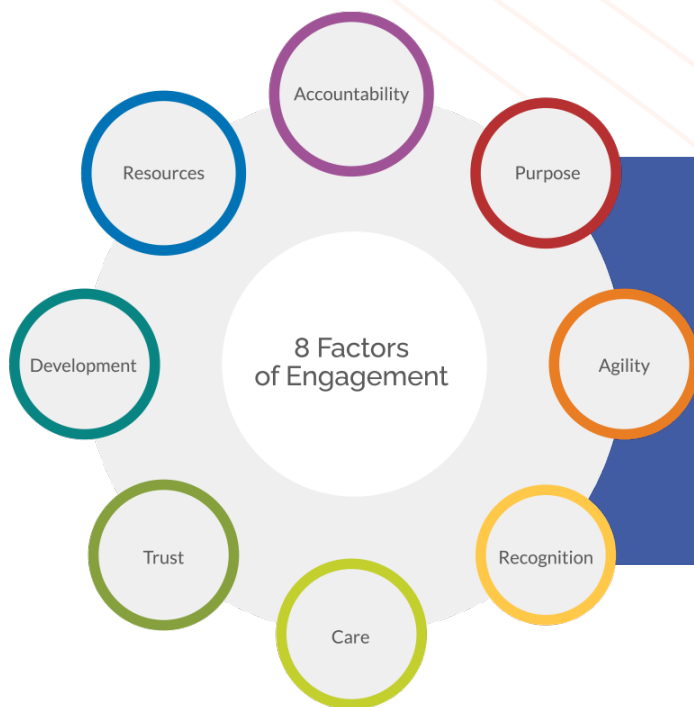 Accountability
Purpose
Agility
Recognition
Care
Trust
Development
Resources
8 Factors
of Engagement